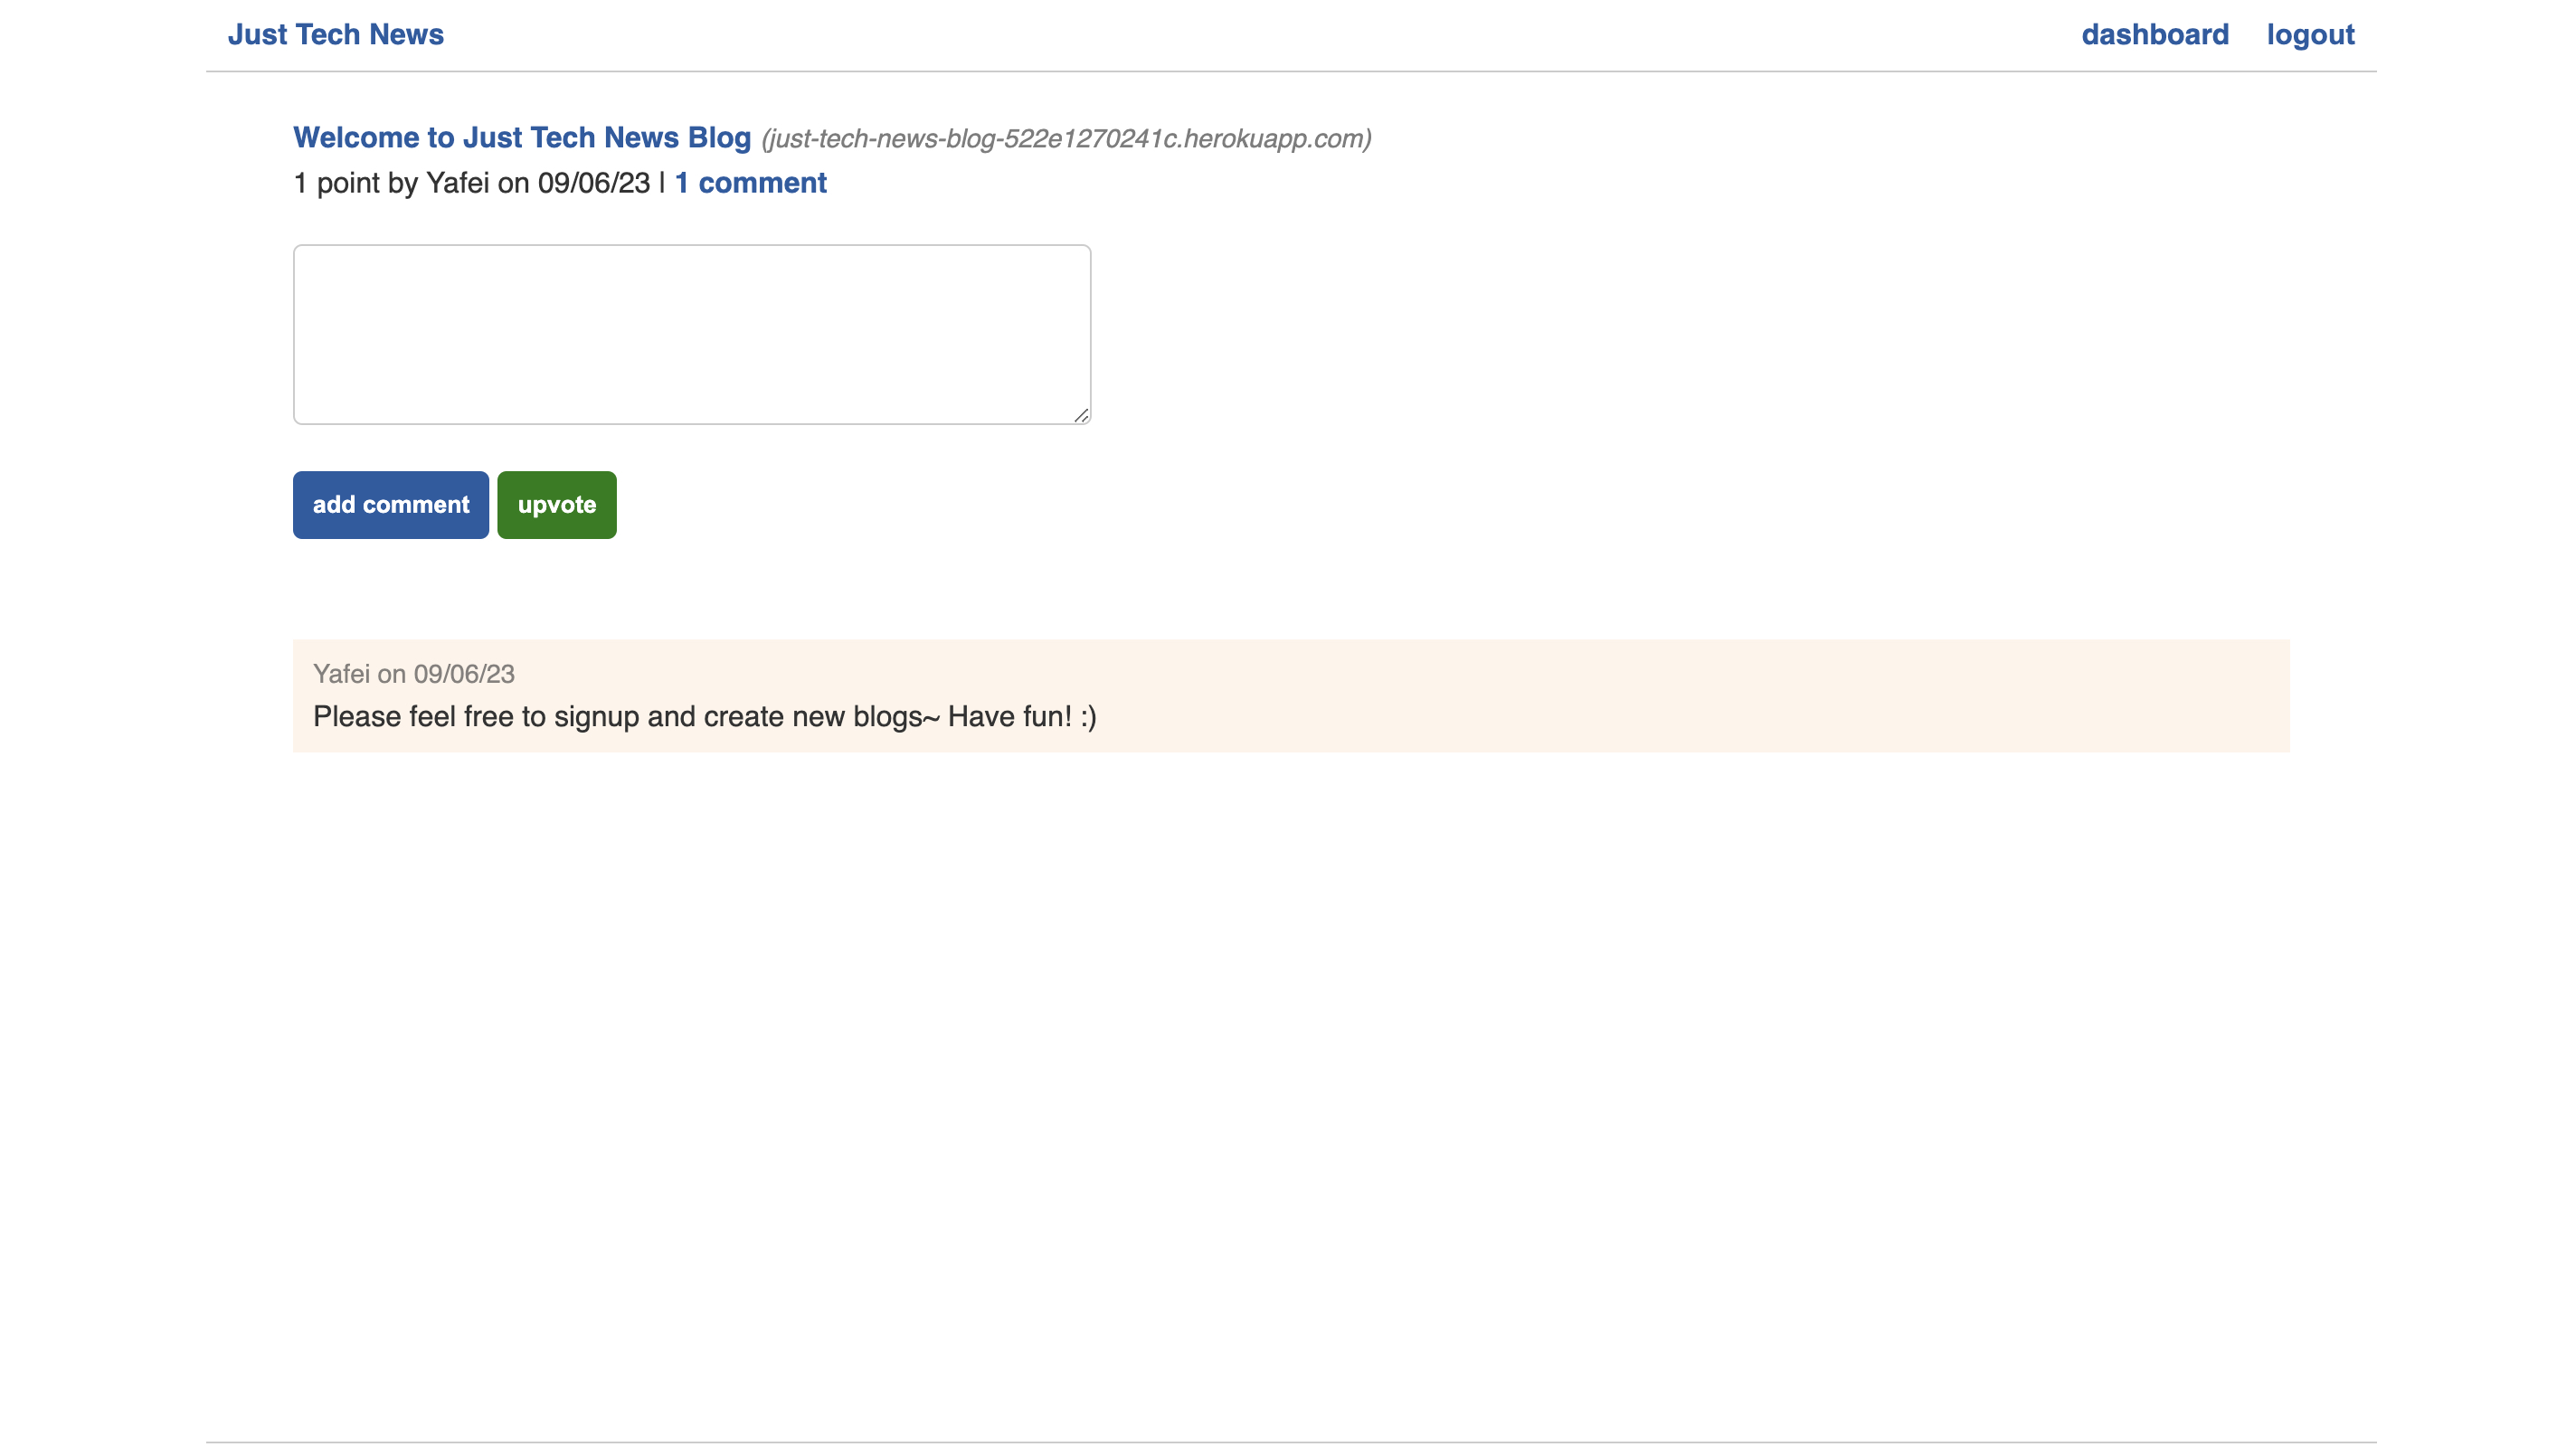 Just Tech News
dashboard logout
Welcome to Just Tech News Blog (just-tech-news-blog-522e1270241c.herokuapp.com)
1 point by Yafei on 09/06/23 | 1 comment
add comment upvote
Yafei on 09/06/23
Please feel free to signup and create new blogs~ Have fun! :)